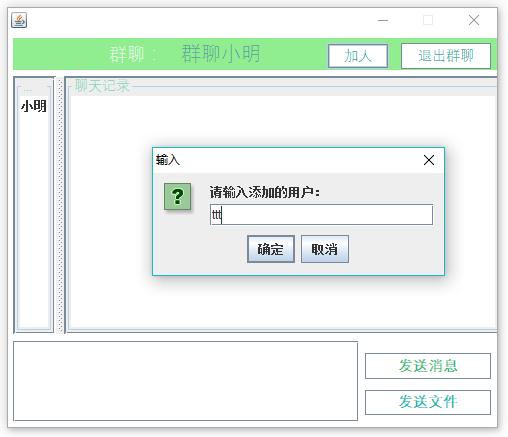 群聊： 群聊小明 加人 退出群聊
... 聊天记录
小明
输入
?
请输入添加的用户：
ttt
确定 取消
发送消息
发送文件